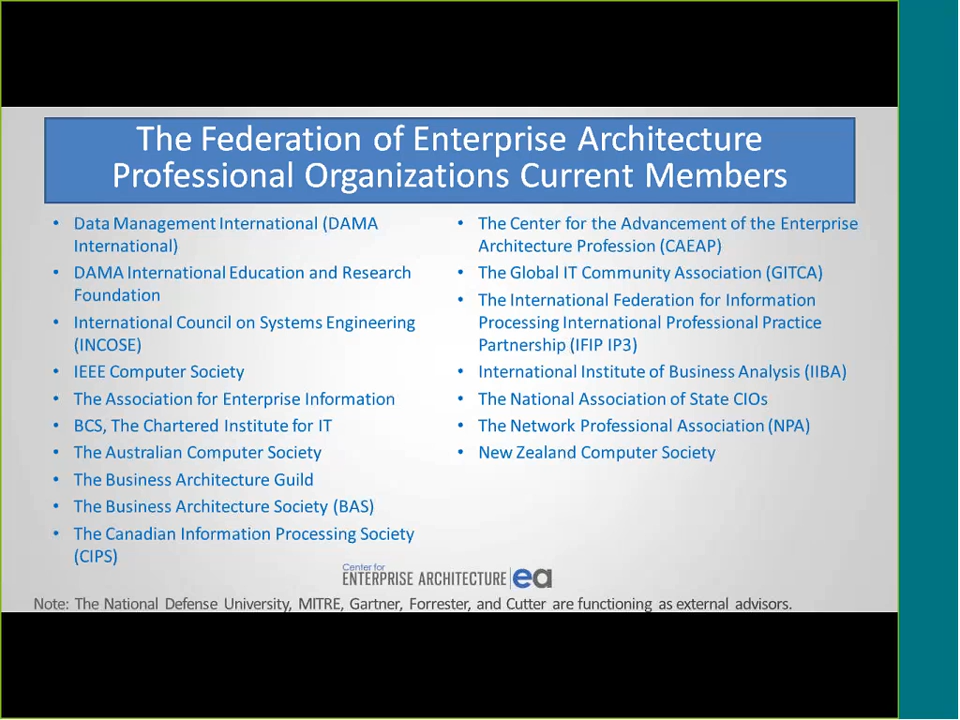 The Federation of Enterprise Architecture
Professional Organizations Current Members
• Data Management International (DAMA
International)
• DAMA International Education and Research
Foundation
• International Council on Systems Engineering
(INCOSE)
• IEEE Computer Society
• The Association for Enterprise Information
• BCS, The Chartered Institute for IT
• The Australian Computer Society
• The Business Architecture Guild
• The Business Architecture Society (BAS)
• The Canadian Information Processing Society
(CIPS)
• The Center for the Advancement of the Enterprise
Architecture Profession (CAEAP)
• The Global IT Community Association (GITCA)
• The International Federation for Information
Processing International Professional Practice
Partnership (IFIP IP3)
• International Institute of Business Analysis (IIBA)
• The National Association of State CIOs
• The Network Professional Association (NPA)
• New Zealand Computer Society
Center for
ENTERPRISE ARCHITECTURE ea
Note: The National Defense University, MITRE, Gartner, Forrester, and Cutter are functioning as external advisors.